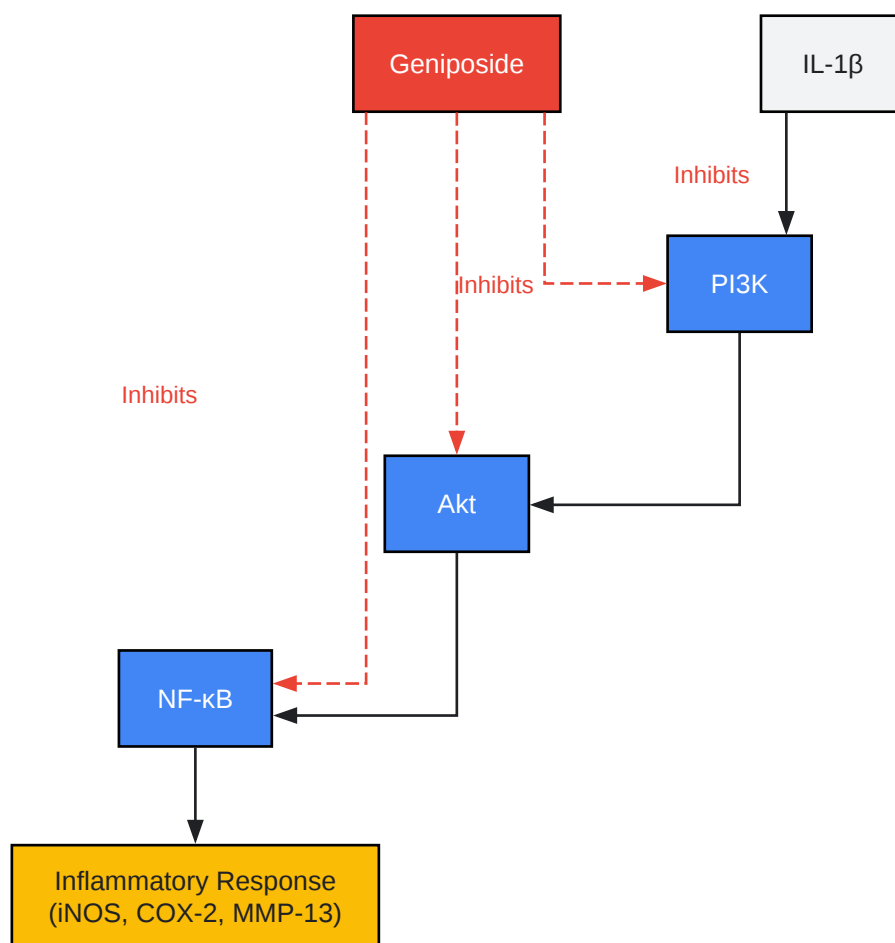 Geniposide
IL-1β
Inhibits
PI3K
Inhibits
Inhibits
Akt
NF-κB
Inflammatory Response
(iNOS, COX-2, MMP-13)